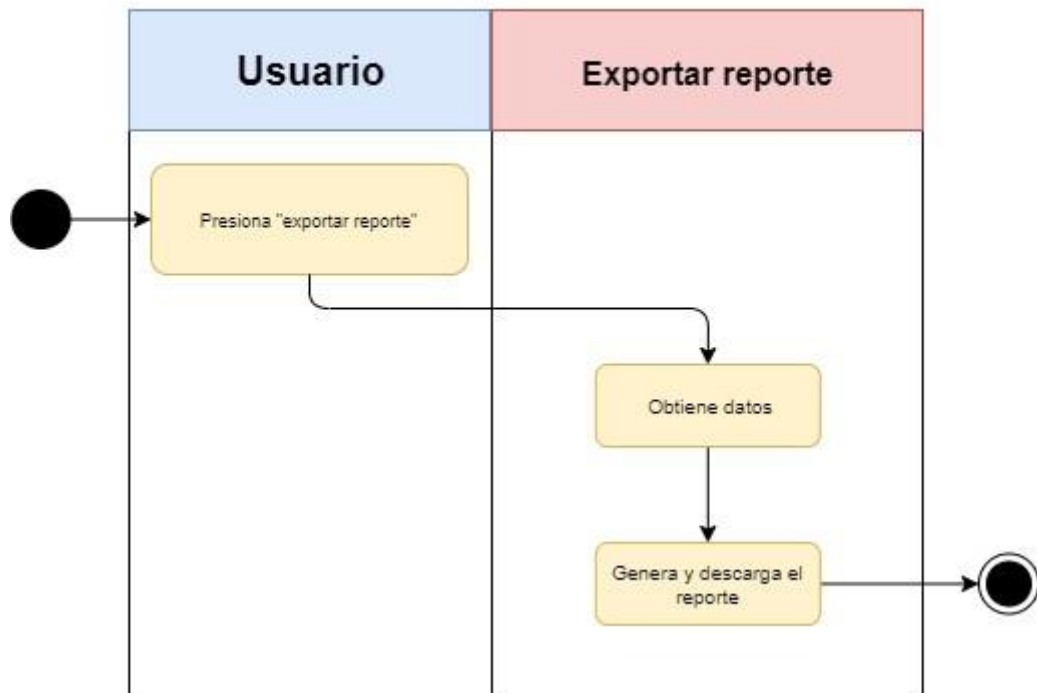 Usuario
Exportar reporte
Presiona "exportar reporte"
Obtiene datos
Genera y descarga el
reporte